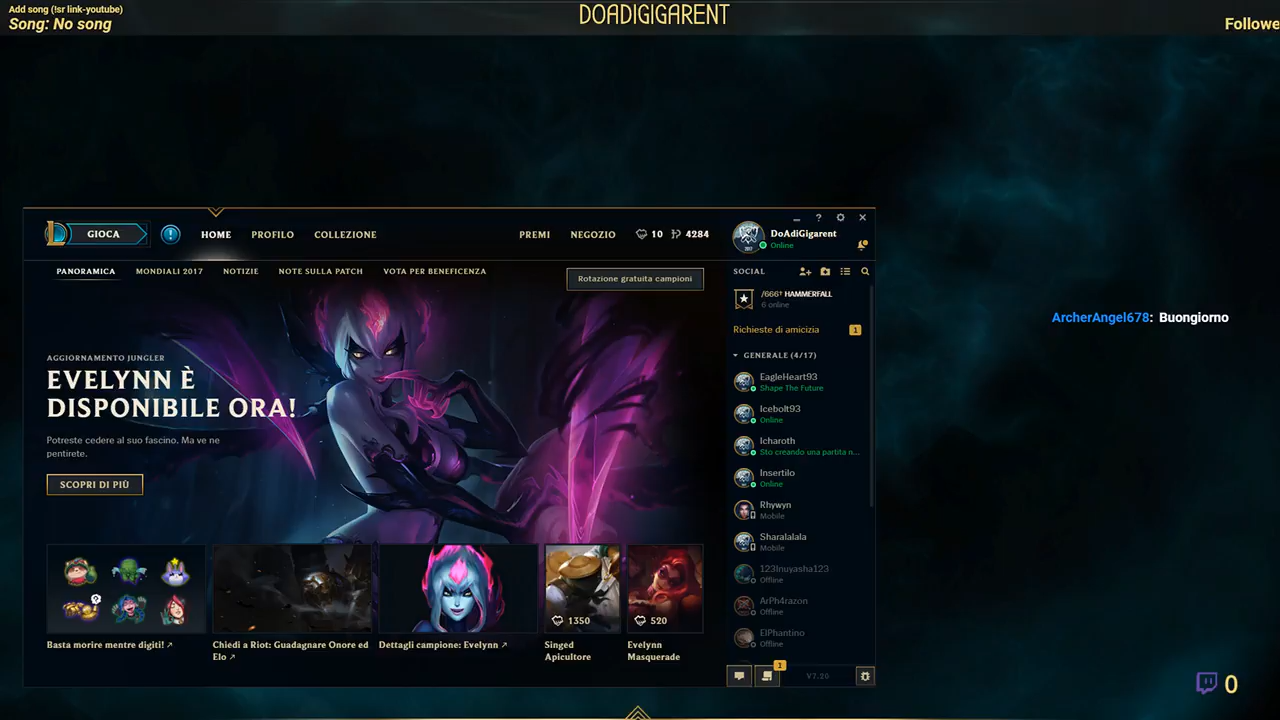 Add song (!sr link-youtube)
Song: No song
DOADIGIGARENT
Followe
GIOCA
HOME
PROFILO
COLLEZIONE
PREMI
NEGOZIO
10
4284
DoAdiGigarent
Online
PANORAMICA
MONDIALI 2017
NOTIZIE
NOTE SULLA PATCH
VOTA PER BENEFICENZA
Rotazione gratuita campioni
AGGIORNAMENTO JUNGLER
EVELYNN È
DISPONIBILE ORA!
Potreste cedere al suo fascino. Ma ve ne
pentirete.
SCOPRI DI PIÙ
1350
520
Basta morire mentre digiti!
Chiedi a Riot: Guadagnare Onore ed
Elo
Dettagli campione: Evelynn
Singed
Apicultore
Evelynn
Masquerade
SOCIAL
/666† HAMMERFALL
6 online
Richieste di amicizia
1
GENERALE (4/17)
EagleHeart93
Shape The Future
Icebolt93
Online
Icharoth
Sto creando una partita n...
Insertilo
Online
Rhywyn
Mobile
Sharalalala
Mobile
123Inuyasha123
Offline
ArPh4razon
Offline
ElPhantino
Offline
1
V7.20
ArcherAngel678: Buongiorno
0